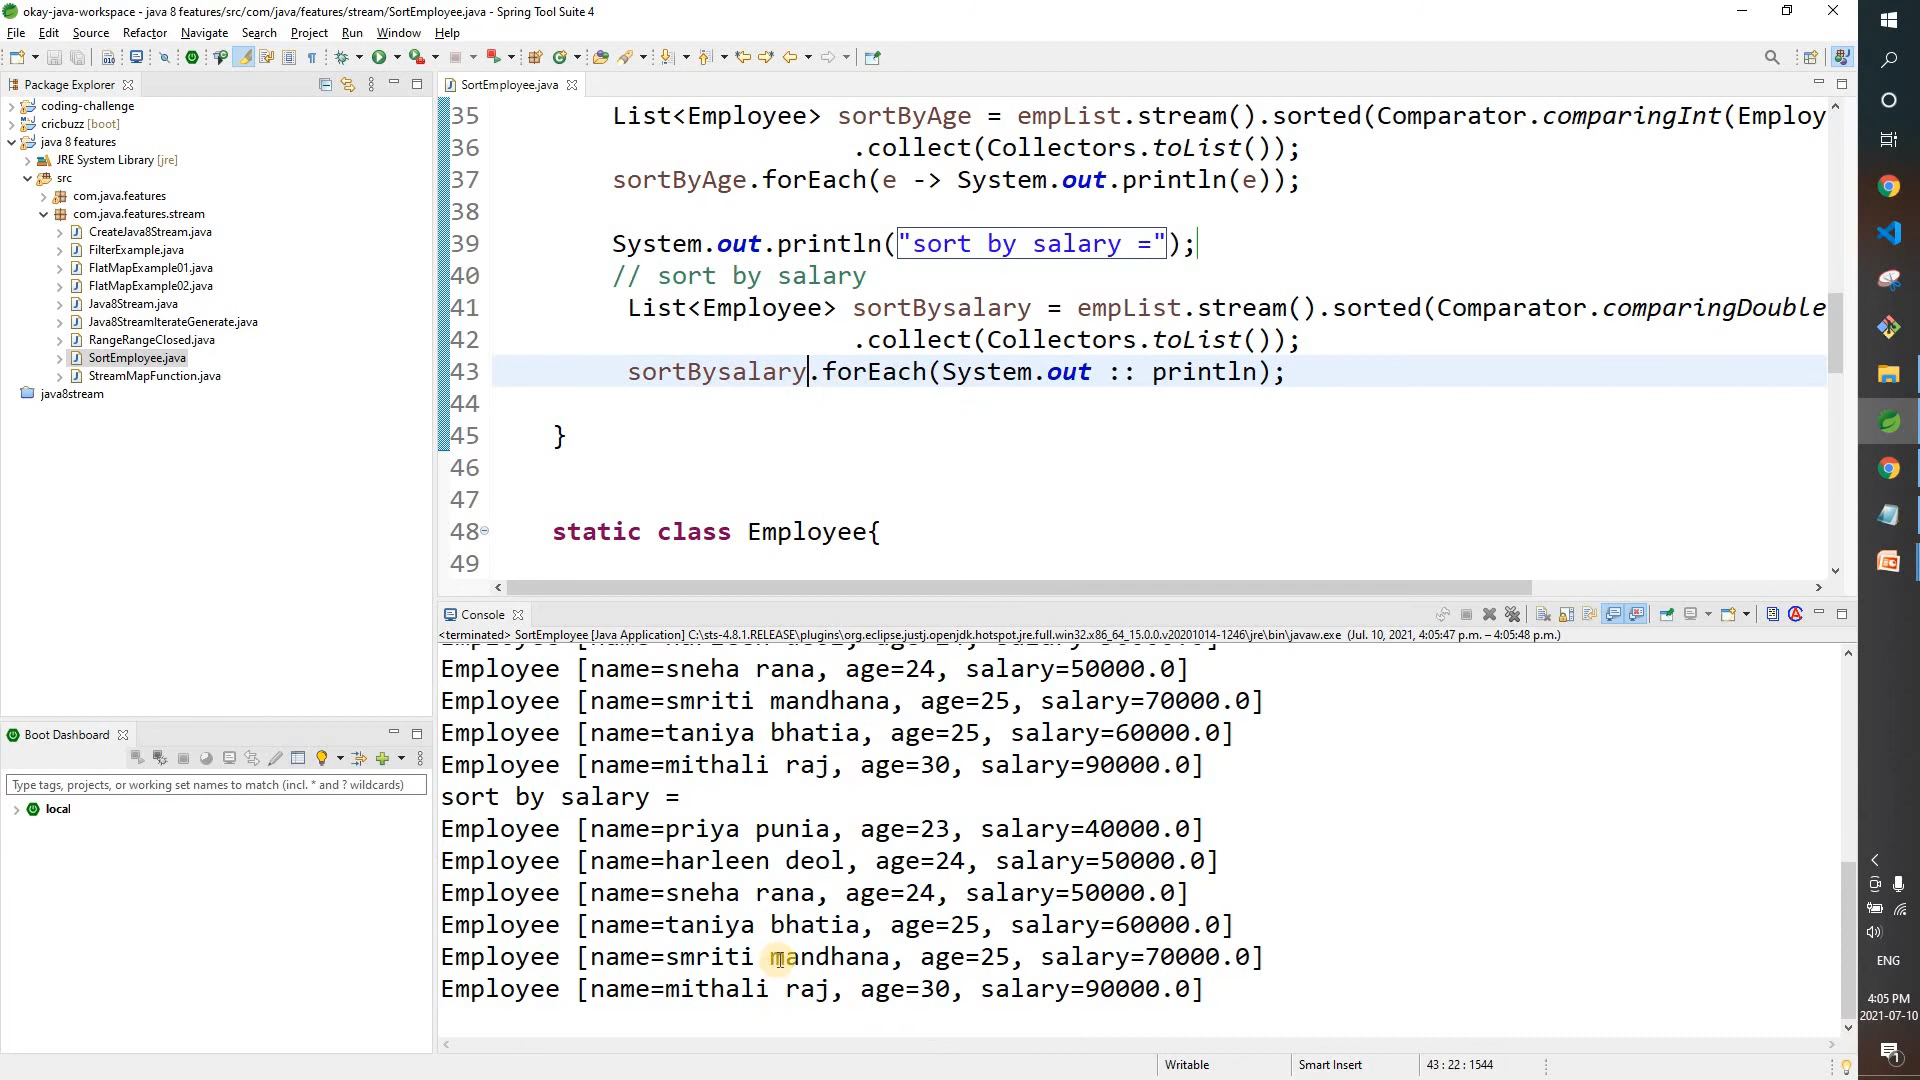 okay-java-workspace - java 8 features/src/com/java/features/stream/SortEmployee.java - Spring Tool Suite 4
File Edit Source Refactor Navigate Search Project Run Window Help
Package Explorer
coding-challenge
cricbuzz [boot]
java 8 features
JRE System Library [jre]
src
com.java.features
com.java.features.stream
CreateJava8Stream.java
FilterExample.java
FlatMapExample01.java
FlatMapExample02.java
Java8Stream.java
Java8StreamIterateGenerate.java
RangeRangeClosed.java
SortEmployee.java
StreamMapFunction.java
java8stream
SortEmployee.java
35 List<Employee> sortByAge = empList.stream().sorted(Comparator.comparingInt(Employ
36 .collect(Collectors.toList());
37 sortByAge.forEach(e -> System.out.println(e));
38
39 System.out.println("sort by salary =");
40 // sort by salary
41 List<Employee> sortBysalary = empList.stream().sorted(Comparator.comparingDouble
42 .collect(Collectors.toList());
43 sortBysalary.forEach(System.out :: println);
44
45 }
46
47
48 static class Employee{
49
Console
<terminated> SortEmployee [Java Application] C:\sts-4.8.1.RELEASE\plugins\org.eclipse.justj.openjdk.hotspot.jre.full.win32.x86_64_15.0.0.v20201014-1246\jre\bin\javaw.exe (Jul. 10, 2021, 4:05:47 p.m. – 4:05:48 p.m.)
Employee [name=sneha rana, age=24, salary=50000.0]
Employee [name=smriti mandhana, age=25, salary=70000.0]
Employee [name=taniya bhatia, age=25, salary=60000.0]
Employee [name=mithali raj, age=30, salary=90000.0]
sort by salary =
Employee [name=priya punia, age=23, salary=40000.0]
Employee [name=harleen deol, age=24, salary=50000.0]
Employee [name=sneha rana, age=24, salary=50000.0]
Employee [name=taniya bhatia, age=25, salary=60000.0]
Employee [name=smriti mandhana, age=25, salary=70000.0]
Employee [name=mithali raj, age=30, salary=90000.0]
Boot Dashboard
Type tags, projects, or working set names to match (incl. * and ? wildcards)
local
Writable Smart Insert 43 : 22 : 1544
ENG
4:05 PM
2021-07-10
1